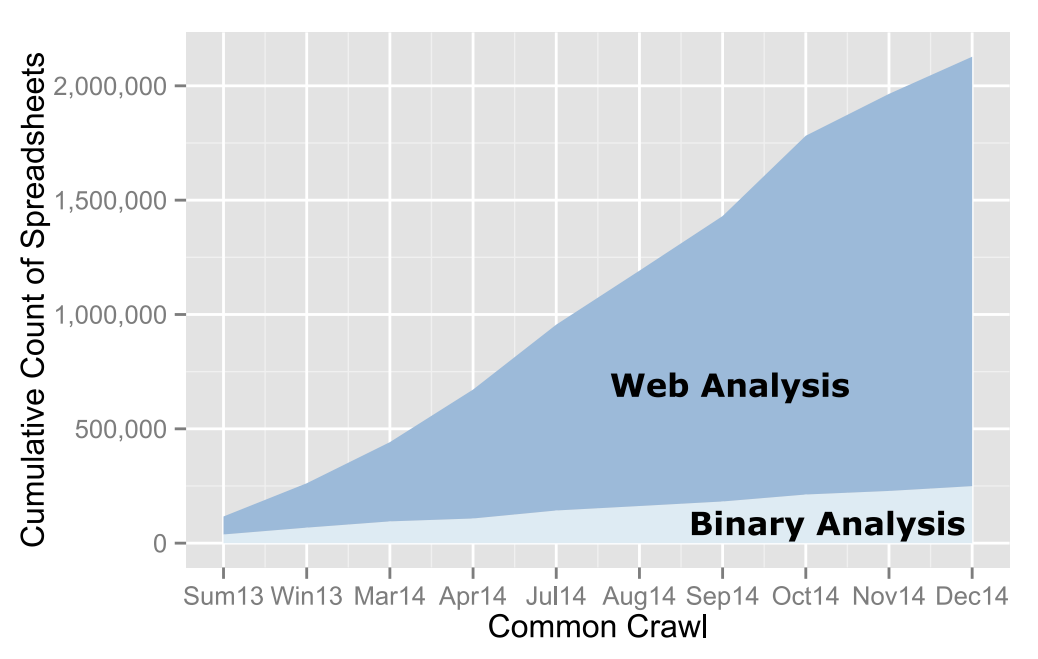 Cumulative Count of Spreadsheets
2,000,000
1,500,000
1,000,000
500,000
0
Web Analysis
Binary Analysis
Sum13 Win13 Mar14 Apr14 Jul14 Aug14 Sep14 Oct14 Nov14 Dec14
Common Crawl